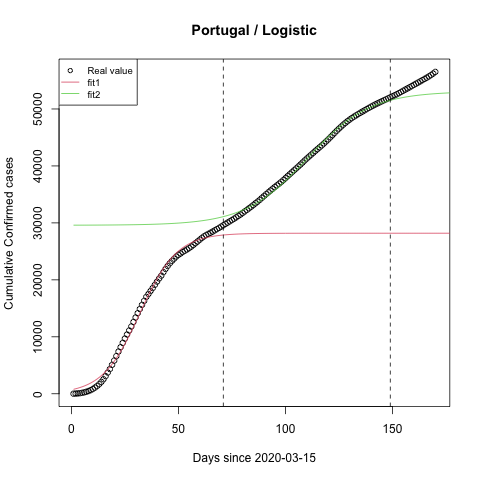 Portugal / Logistic
Real value
fit1
fit2
Cumulative Confirmed cases
50000
40000
30000
20000
10000
0
0 50 100 150
Days since 2020-03-15